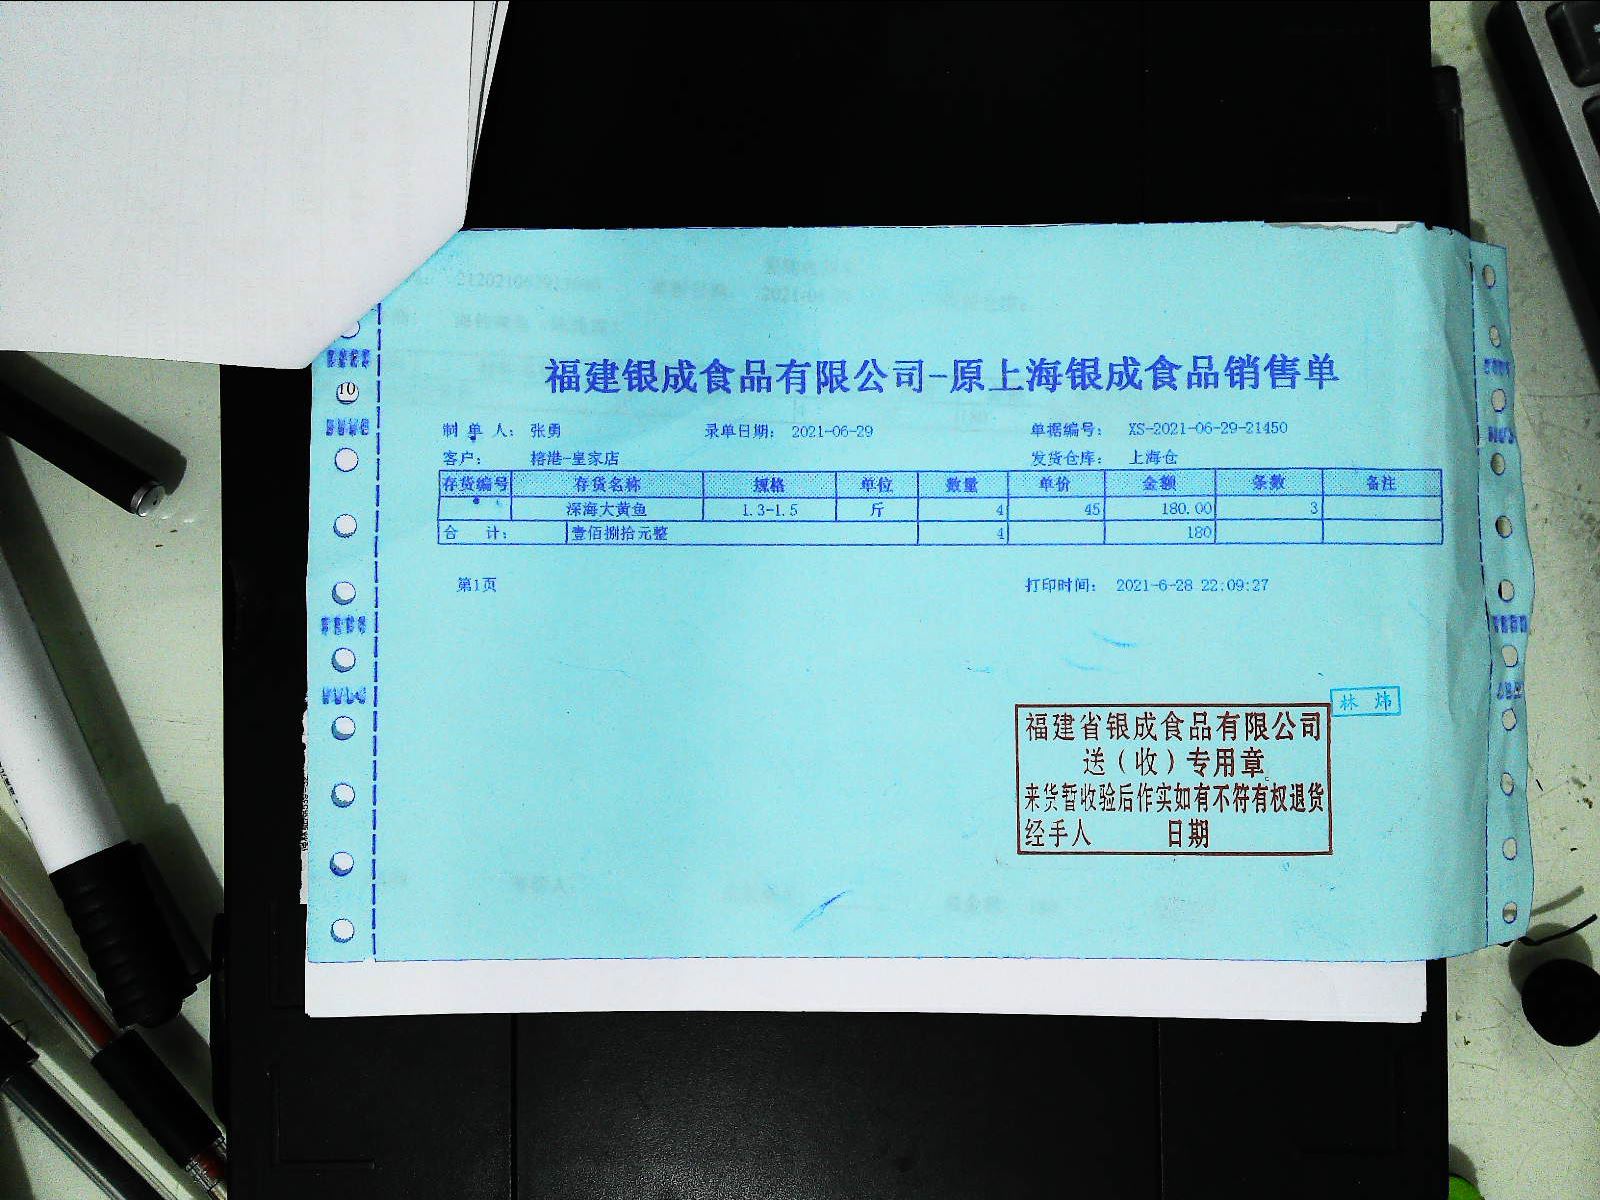 福建银成食品有限公司-原上海银成食品销售单
制 单 人： 张勇 录单日期： 2021-06-29 单据编号： XS-2021-06-29-21450
客户： 榕港-皇家店 发货仓库： 上海仓
存货编号 存货名称 规格 单位 数量 单价 金额 条数 备注
深海大黄鱼 1.3-1.5 斤 4 45 180.00 3
合 计： 壹佰捌拾元整 4 180
第1页 打印时间： 2021-6-28 22:09:27
林 炜
福建省银成食品有限公司
送（收）专用章
来货暂收验后作实如有不符有权退货
经手人 日期
10